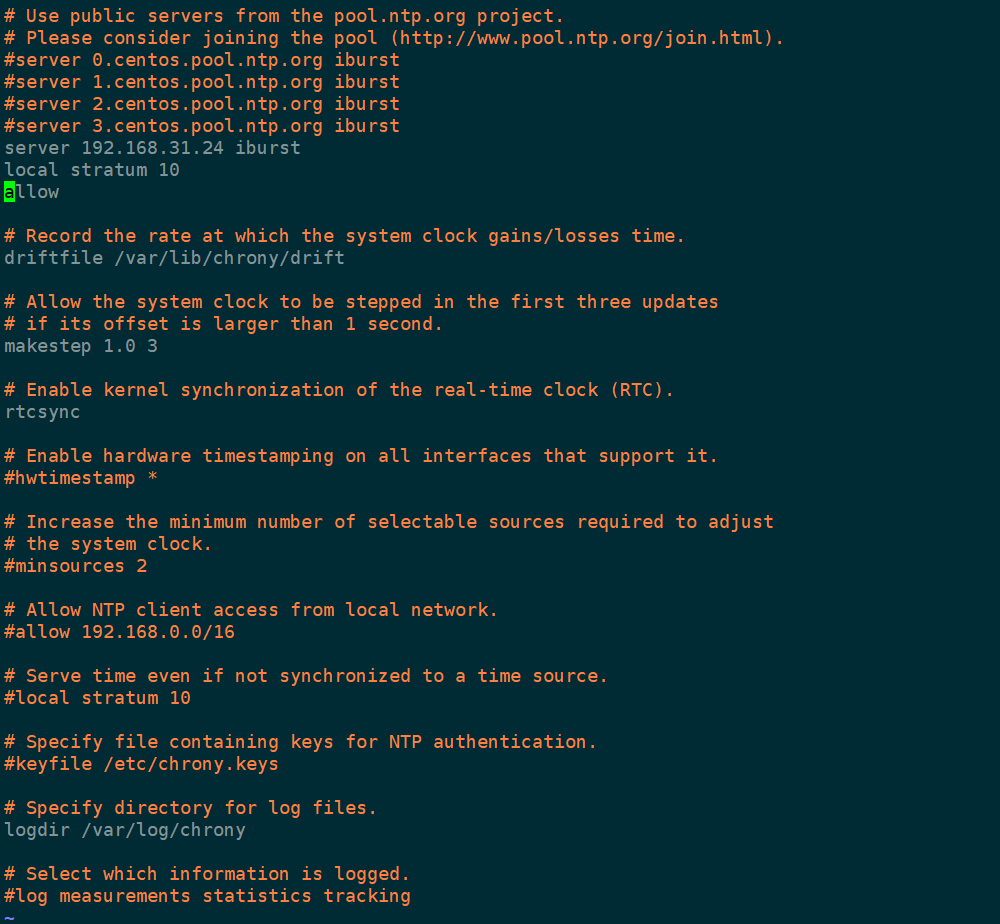 # Use public servers from the pool.ntp.org project.
# Please consider joining the pool (http://www.pool.ntp.org/join.html).
#server 0.centos.pool.ntp.org iburst
#server 1.centos.pool.ntp.org iburst
#server 2.centos.pool.ntp.org iburst
#server 3.centos.pool.ntp.org iburst
server 192.168.31.24 iburst
local stratum 10
allow
# Record the rate at which the system clock gains/losses time.
driftfile /var/lib/chrony/drift
# Allow the system clock to be stepped in the first three updates
# if its offset is larger than 1 second.
makestep 1.0 3
# Enable kernel synchronization of the real-time clock (RTC).
rtcsync
# Enable hardware timestamping on all interfaces that support it.
#hwtimestamp *
# Increase the minimum number of selectable sources required to adjust
# the system clock.
#minsources 2
# Allow NTP client access from local network.
#allow 192.168.0.0/16
# Serve time even if not synchronized to a time source.
#local stratum 10
# Specify file containing keys for NTP authentication.
#keyfile /etc/chrony.keys
# Specify directory for log files.
logdir /var/log/chrony
# Select which information is logged.
#log measurements statistics tracking
~